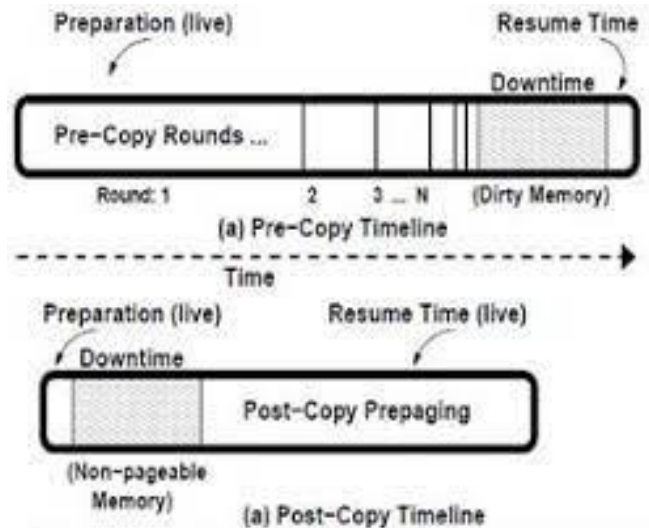 Preparation (live)
Resume Time
Downtime
Pre-Copy Rounds ...
Round: 1 2 3 ... N (Dirty Memory)
(a) Pre-Copy Timeline
Time
Preparation (live)
Resume Time (live)
Downtime
Post-Copy Prepaging
(Non-pageable
Memory)
(a) Post-Copy Timeline